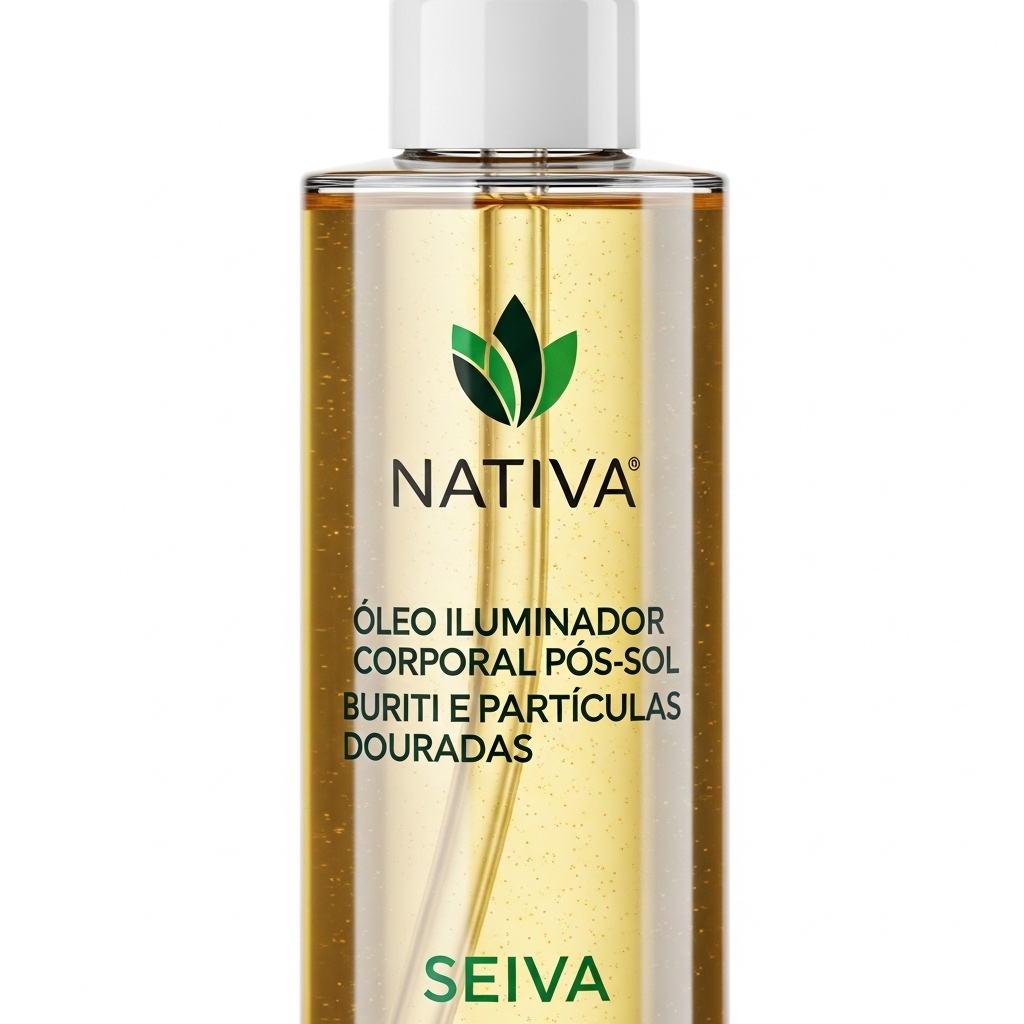 NATIVA®
ÓLEO ILUMINADOR
CORPORAL PÓS-SOL
BURITI E PARTÍCULAS
DOURADAS
SEIVA